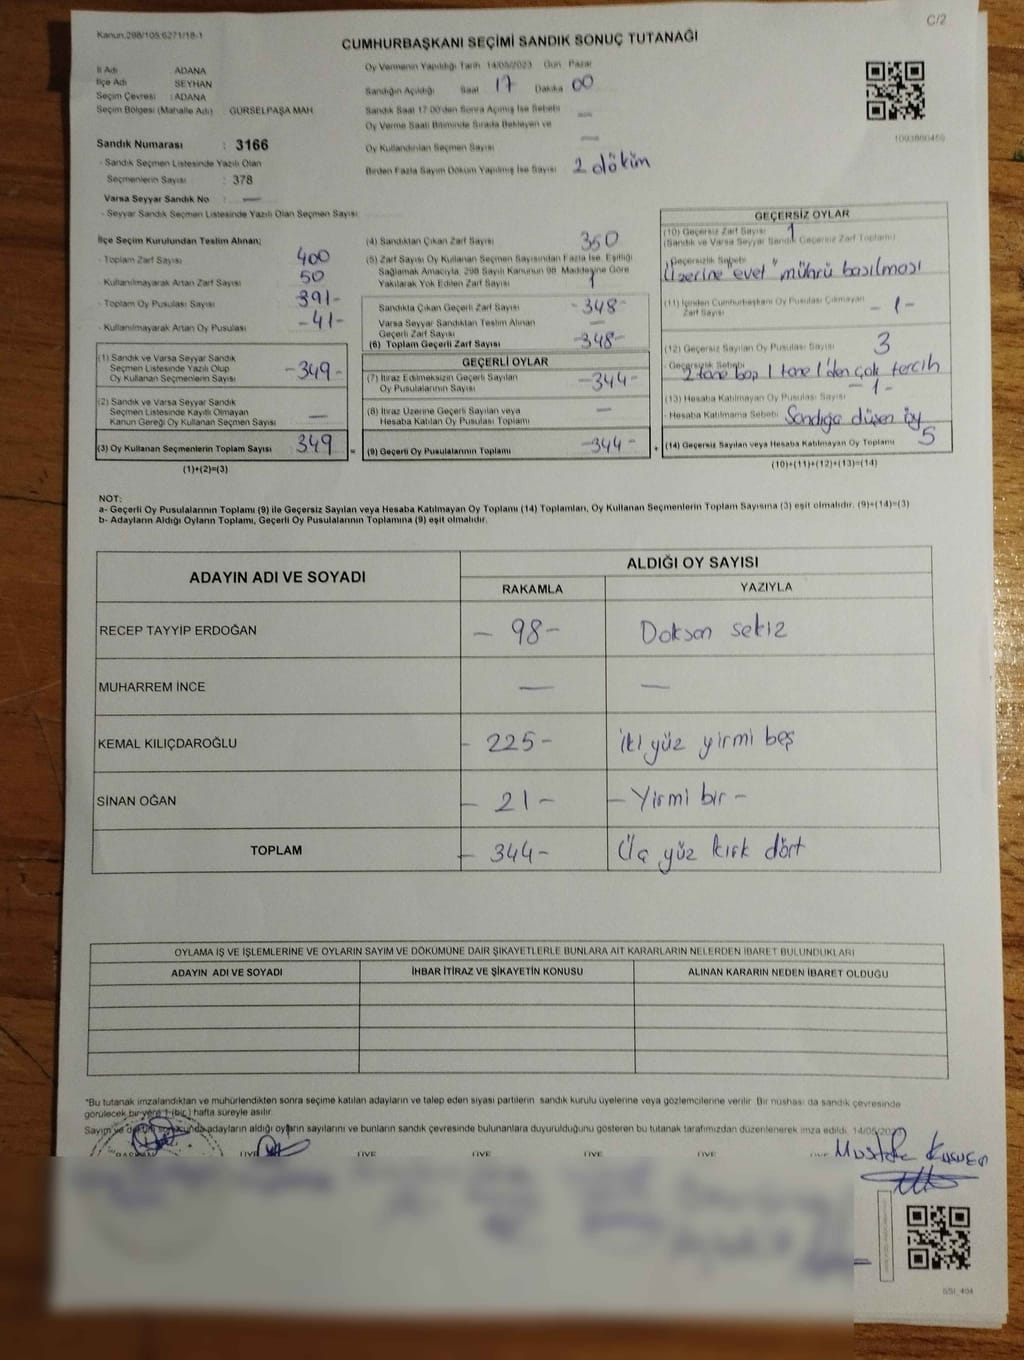 C/2
Kanun.298/105.6271/18-1
CUMHURBAŞKANI SEÇİMİ SANDIK SONUÇ TUTANAĞI
İl Adı : ADANA
İlçe Adı : SEYHAN
Seçim Çevresi : ADANA
Seçim Bölgesi (Mahalle Adı) GÜRSELPAŞA MAH
Oy Vermenin Yapıldığı Tarih 14/05/2023 Gün Pazar
Sandığın Açıldığı Saat 17 Dakika 00
Sandık Saat 17:00'den Sonra Açılmış İse Sebebi —
Oy Verme Saati Bitiminde Sırada Bekleyen ve
Oy Kullandırılan Seçmen Sayısı —
Birden Fazla Sayım Döküm Yapılmış İse Sayısı 2 döküm
Sandık Numarası : 3166
- Sandık Seçmen Listesinde Yazılı Olan
Seçmenlerin Sayısı : 378
Varsa Seyyar Sandık No : —
- Seyyar Sandık Seçmen Listesinde Yazılı Olan Seçmen Sayısı
İlçe Seçim Kurulundan Teslim Alınan;
- Toplam Zarf Sayısı 400
- Kullanılmayarak Artan Zarf Sayısı 50
- Toplam Oy Pusulası Sayısı 391-
- Kullanılmayarak Artan Oy Pusulası -41-
(1) Sandık ve Varsa Seyyar Sandık
Seçmen Listesinde Yazılı Olup
Oy Kullanan Seçmenlerin Sayısı -349-
(2) Sandık ve Varsa Seyyar Sandık
Seçmen Listesinde Kayıtlı Olmayan
Kanun Gereği Oy Kullanan Seçmen Sayısı —
(3) Oy Kullanan Seçmenlerin Toplam Sayısı 349 =
(1)+(2)=(3)
(4) Sandıktan Çıkan Zarf Sayısı 350
(5) Zarf Sayısı Oy Kullanan Seçmen Sayısından Fazla İse, Eşitliği
Sağlamak Amacıyla, 298 Sayılı Kanunun 98. Maddesine Göre
Yakılarak Yok Edilen Zarf Sayısı 1
Sandıkta Çıkan Geçerli Zarf Sayısı -348-
Varsa Seyyar Sandıktan Teslim Alınan
Geçerli Zarf Sayısı —
(6) Toplam Geçerli Zarf Sayısı -348-
GEÇERLİ OYLAR
(7) İtiraz Edilmeksizin Geçerli Sayılan
Oy Pusulalarının Sayısı -344-
(8) İtiraz Üzerine Geçerli Sayılan veya
Hesaba Katılan Oy Pusulaları Toplamı —
(9) Geçerli Oy Pusulalarının Toplamı -344- +
GEÇERSİZ OYLAR
(10) Geçersiz Zarf Sayısı 1
(Sandık ve Varsa Seyyar Sandık Geçersiz Zarf Toplamı)
- Geçersizlik Sebebi
Üzerine evet" mührü basılması
(11) İçinden Cumhurbaşkanı Oy Pusulası Çıkmayan
Zarf Sayısı -1-
(12) Geçersiz Sayılan Oy Pusulası Sayısı 3
- Geçersizlik Sebebi
2 tane boş 1 tane 1'den çok tercih
(13) Hesaba Katılmayan Oy Pusulası Sayısı -1-
- Hesaba Katılmama Sebebi Sandığa düşen oy
(14) Geçersiz Sayılan veya Hesaba Katılmayan Oy Toplamı 5
(10)+(11)+(12)+(13)=(14)
NOT:
a- Geçerli Oy Pusulalarının Toplamı (9) ile Geçersiz Sayılan veya Hesaba Katılmayan Oy Toplamı (14) Toplamları, Oy Kullanan Seçmenlerin Toplam Sayısına (3) eşit olmalıdır. (9)+(14)=(3)
b- Adayların Aldığı Oyların Toplamı, Geçerli Oy Pusulalarının Toplamına (9) eşit olmalıdır.
ADAYIN ADI VE SOYADI ALDIĞI OY SAYISI
RAKAMLA YAZIYLA
RECEP TAYYİP ERDOĞAN - 98 - Doksan sekiz
MUHARREM İNCE — —
KEMAL KILIÇDAROĞLU - 225 - İki yüz yirmi beş
SİNAN OĞAN - 21 - - Yirmi bir -
TOPLAM - 344 - Üç yüz kırk dört
OYLAMA İŞ VE İŞLEMLERİNE VE OYLARIN SAYIM VE DÖKÜMÜNE DAİR ŞİKAYETLERLE BUNLARA AİT KARARLARIN NELERDEN İBARET BULUNDUKLARI
ADAYIN ADI VE SOYADI İHBAR İTİRAZ VE ŞİKAYETİN KONUSU ALINAN KARARIN NEDEN İBARET OLDUĞU
"Bu tutanak imzalandıktan ve mühürlendikten sonra seçime katılan adayların ve talep eden siyasi partilerin sandık kurulu üyelerine veya gözlemcilerine verilir. Bir nüshası da sandık çevresinde
görülecek bir yere 1 (bir) hafta süreyle asılır.
Sayım ve döküm sonucunda adayların aldığı oyların sayılarını ve bunların sandık çevresinde bulunanlara duyurulduğunu gösteren bu tutanak tarafımızdan düzenlenerek imza edildi. 14/05/2023
BAŞKAN ÜYE ÜYE ÜYE ÜYE ÜYE ÜYE Mustafa